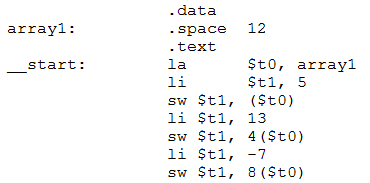 .data
array1: .space 12
.text
__start: la $t0, array1
li $t1, 5
sw $t1, ($t0)
li $t1, 13
sw $t1, 4($t0)
li $t1, -7
sw $t1, 8($t0)